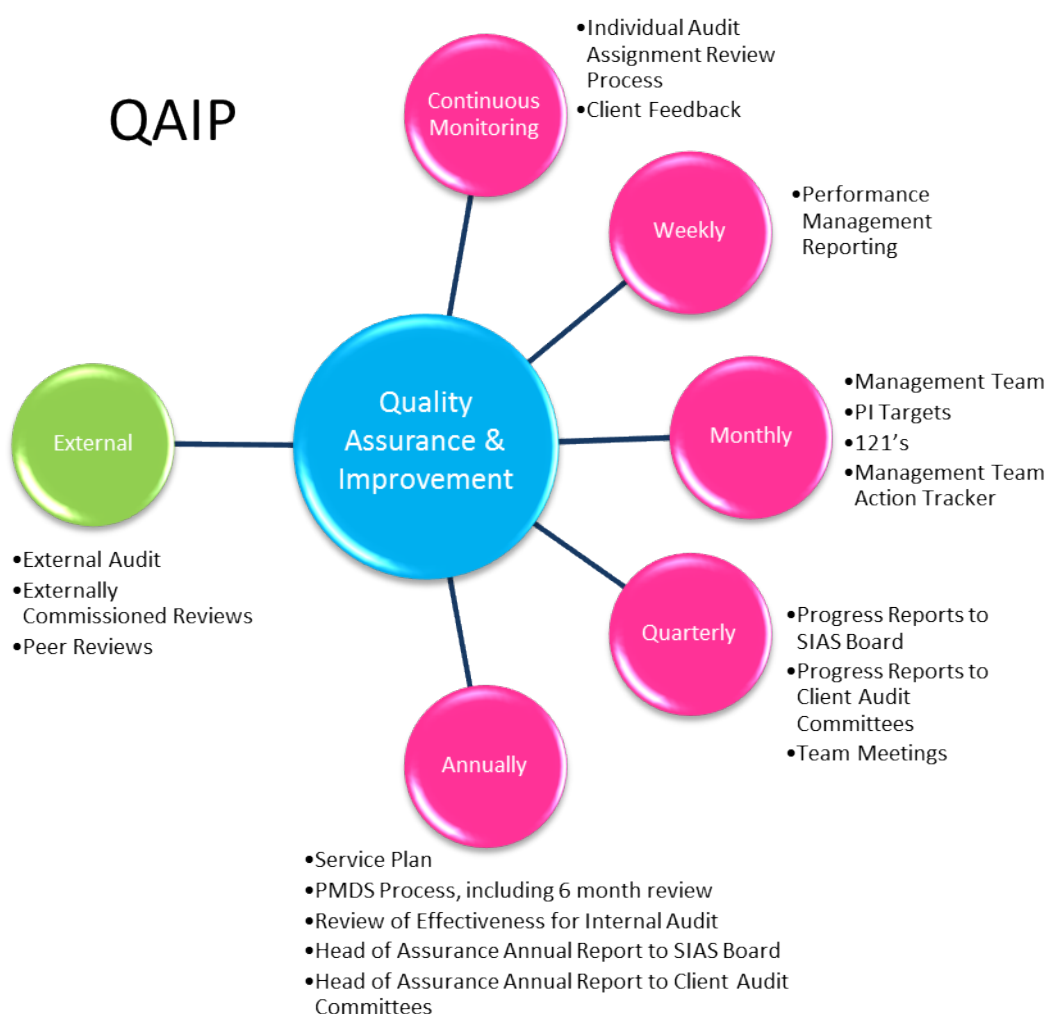 QAIP
Continuous
Monitoring
•Individual Audit
Assignment Review
Process
•Client Feedback
Weekly
•Performance
Management
Reporting
Monthly
•Management Team
•PI Targets
•121’s
•Management Team
Action Tracker
Quality
Assurance &
Improvement
External
•External Audit
•Externally
Commissioned Reviews
•Peer Reviews
Quarterly
•Progress Reports to
SIAS Board
•Progress Reports to
Client Audit
Committees
•Team Meetings
Annually
•Service Plan
•PMDS Process, including 6 month review
•Review of Effectiveness for Internal Audit
•Head of Assurance Annual Report to SIAS Board
•Head of Assurance Annual Report to Client Audit
Committees